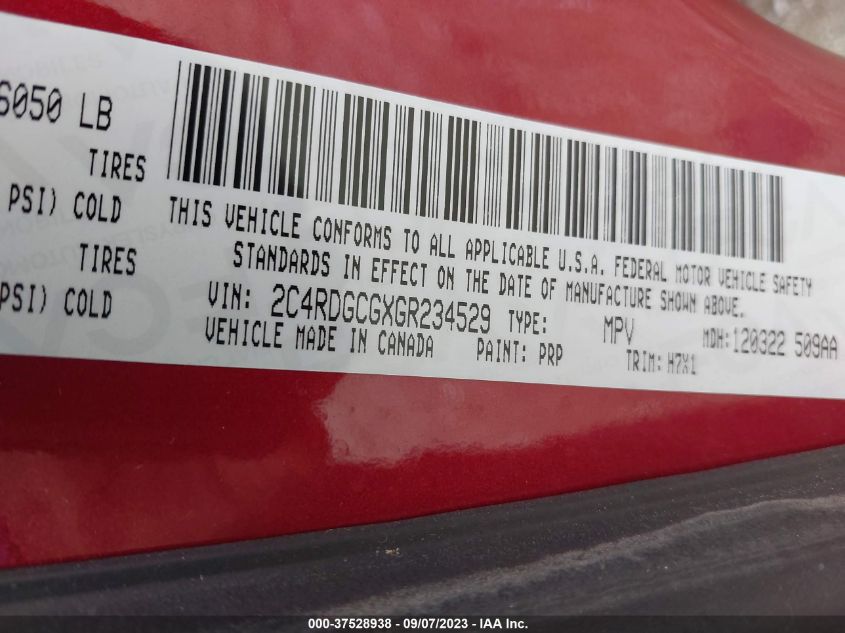 6050 LB
TIRES
PSI) COLD
TIRES
PSI) COLD
THIS VEHICLE CONFORMS TO ALL APPLICABLE U.S.A. FEDERAL MOTOR VEHICLE SAFETY
STANDARDS IN EFFECT ON THE DATE OF MANUFACTURE SHOWN ABOVE.
VIN: 2C4RDGCGXGR234529 TYPE: MPV MDH:120322 509AA
VEHICLE MADE IN CANADA PAINT: PRP TRIM: H7X1
000-37528938 - 09/07/2023 - IAA Inc.